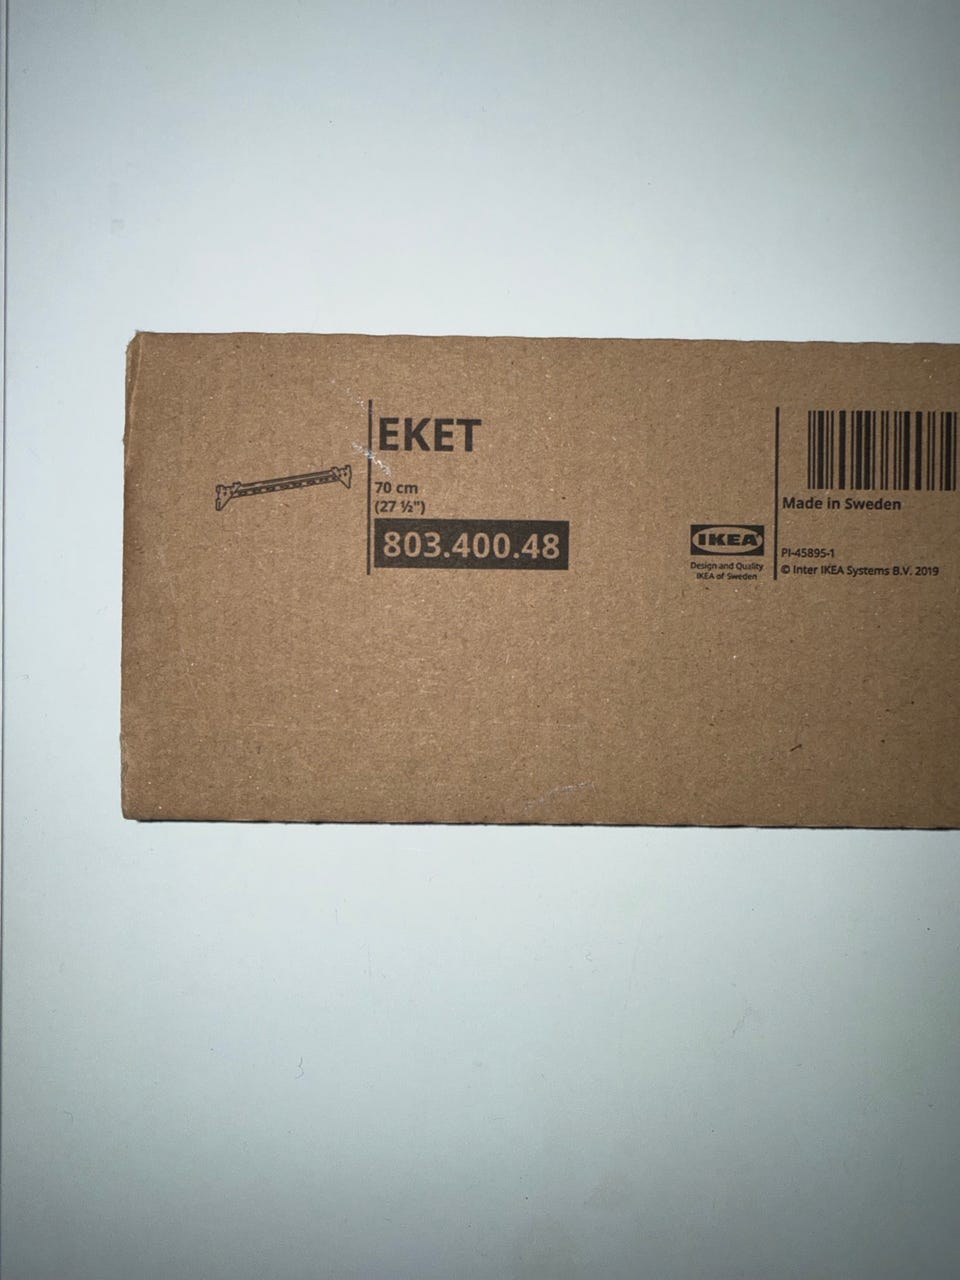 EKET
70 cm
(27 ½")
803.400.48
IKEA
Design and Quality
IKEA of Sweden
Made in Sweden
PI-45895-1
© Inter IKEA Systems B.V. 2019